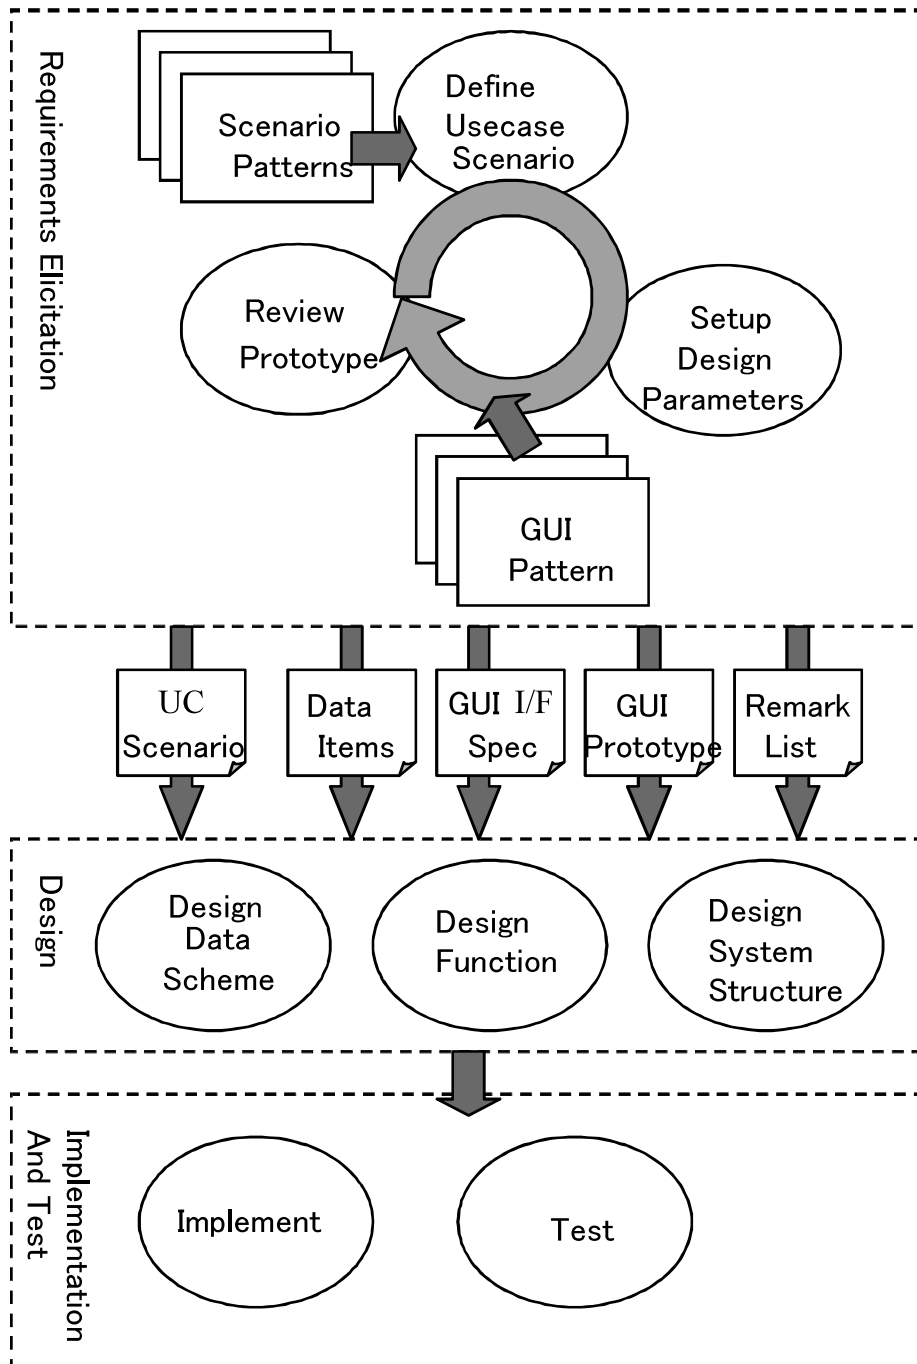 Requirements Elicitation
Scenario
Patterns
Define
Usecase
Scenario
Review
Prototype
Setup
Design
Parameters
GUI
Pattern
UC
Scenario
Data
Items
GUI I/F
Spec
GUI
Prototype
Remark
List
Design
Design
Data
Scheme
Design
Function
Design
System
Structure
Implementation
And Test
Implement
Test